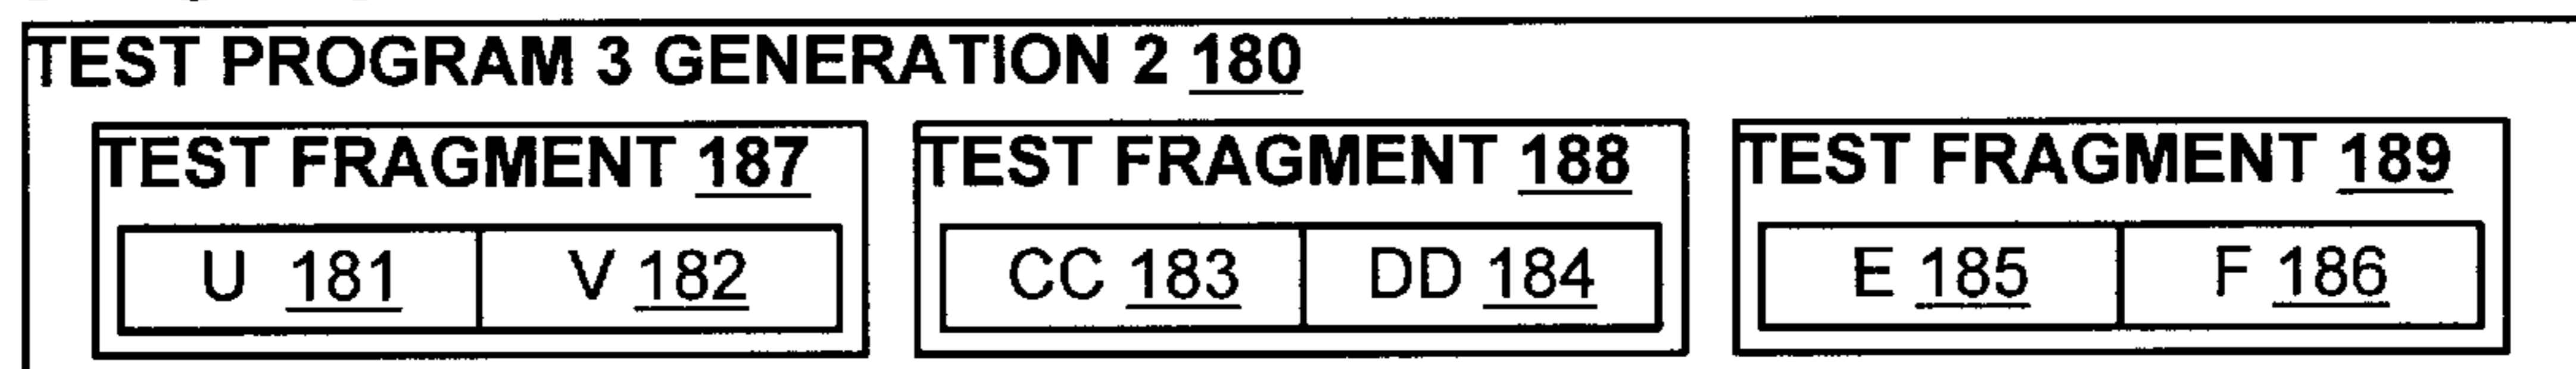 TEST PROGRAM 3 GENERATION 2 180
TEST FRAGMENT 187 TEST FRAGMENT 188 TEST FRAGMENT 189
U 181 V 182 CC 183 DD 184 E 185 F 186